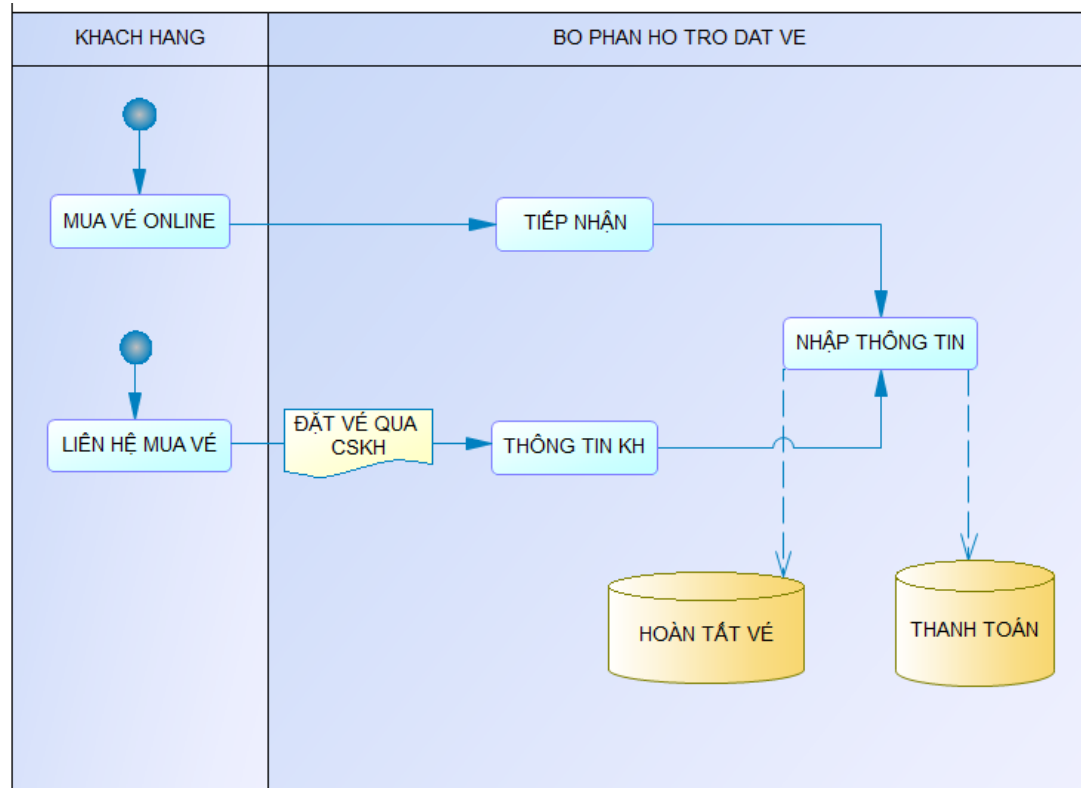 KHACH HANG
BO PHAN HO TRO DAT VE
MUA VÉ ONLINE
TIẾP NHẬN
NHẬP THÔNG TIN
LIÊN HỆ MUA VÉ
ĐẶT VÉ QUA
CSKH
THÔNG TIN KH
HOÀN TẤT VÉ
THANH TOÁN